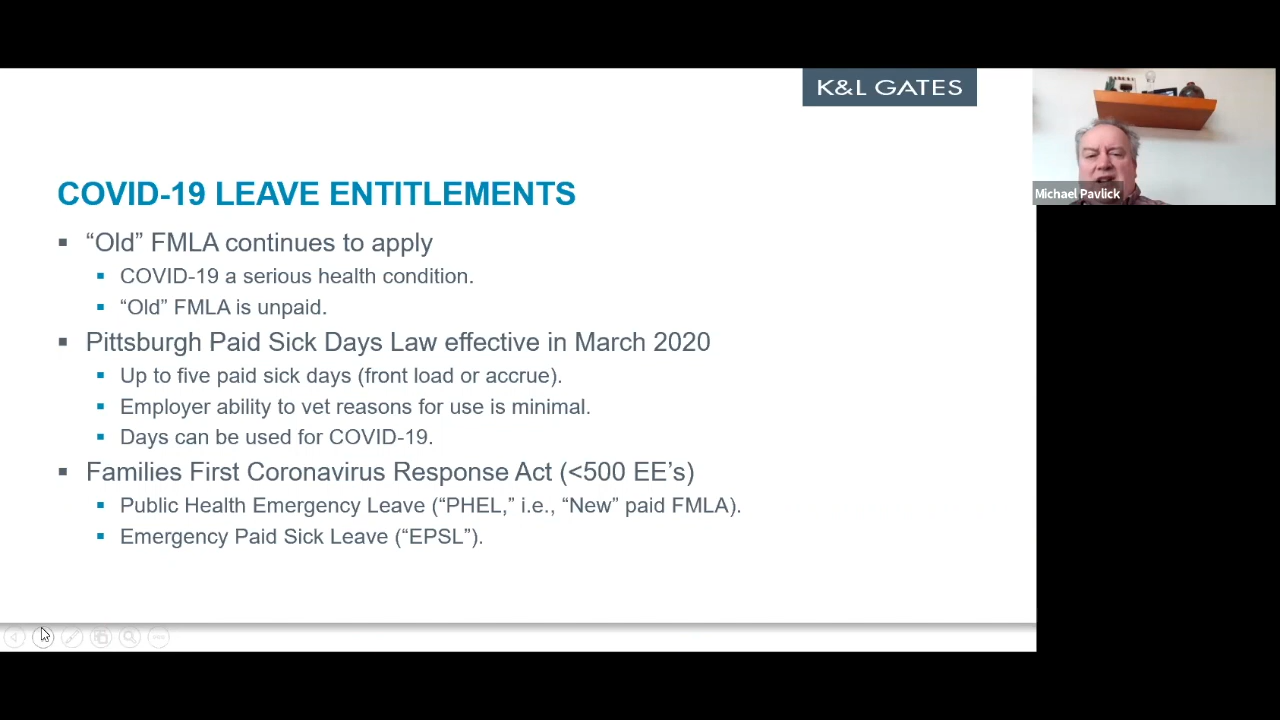 K&L GATES
Michael Pavlick
COVID-19 LEAVE ENTITLEMENTS
▪ “Old” FMLA continues to apply
▪ COVID-19 a serious health condition.
▪ “Old” FMLA is unpaid.
▪ Pittsburgh Paid Sick Days Law effective in March 2020
▪ Up to five paid sick days (front load or accrue).
▪ Employer ability to vet reasons for use is minimal.
▪ Days can be used for COVID-19.
▪ Families First Coronavirus Response Act (<500 EE’s)
▪ Public Health Emergency Leave (“PHEL,” i.e., “New” paid FMLA).
▪ Emergency Paid Sick Leave (“EPSL”).